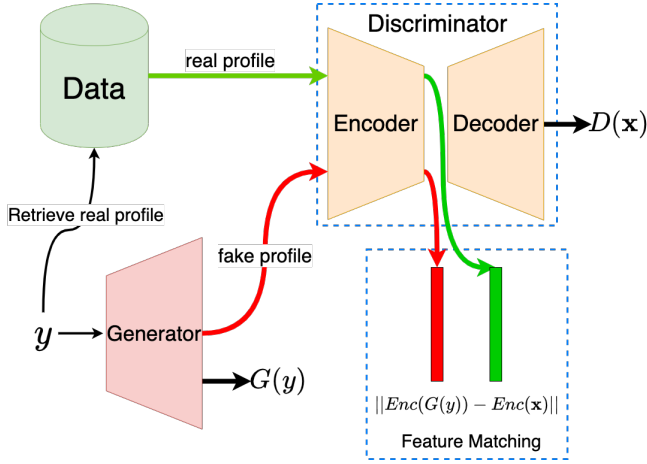 Discriminator
real profile
Data
Encoder
Decoder
D(x)
Retrieve real profile
fake profile
y
Generator
G(y)
||Enc(G(y)) − Enc(x)||
Feature Matching